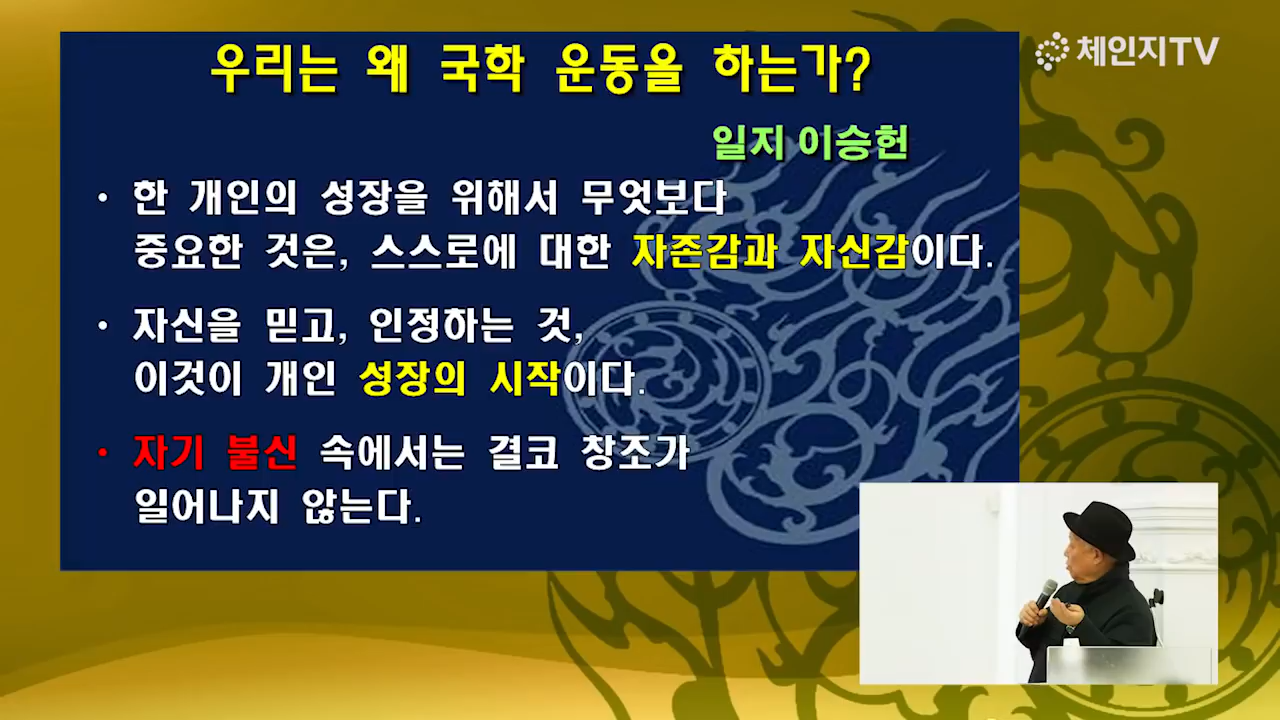 우리는 왜 국학 운동을 하는가?
체인지TV
일지 이승헌
• 한 개인의 성장을 위해서 무엇보다
중요한 것은, 스스로에 대한 자존감과 자신감이다.
• 자신을 믿고, 인정하는 것,
이것이 개인 성장의 시작이다.
• 자기 불신 속에서는 결코 창조가
일어나지 않는다.